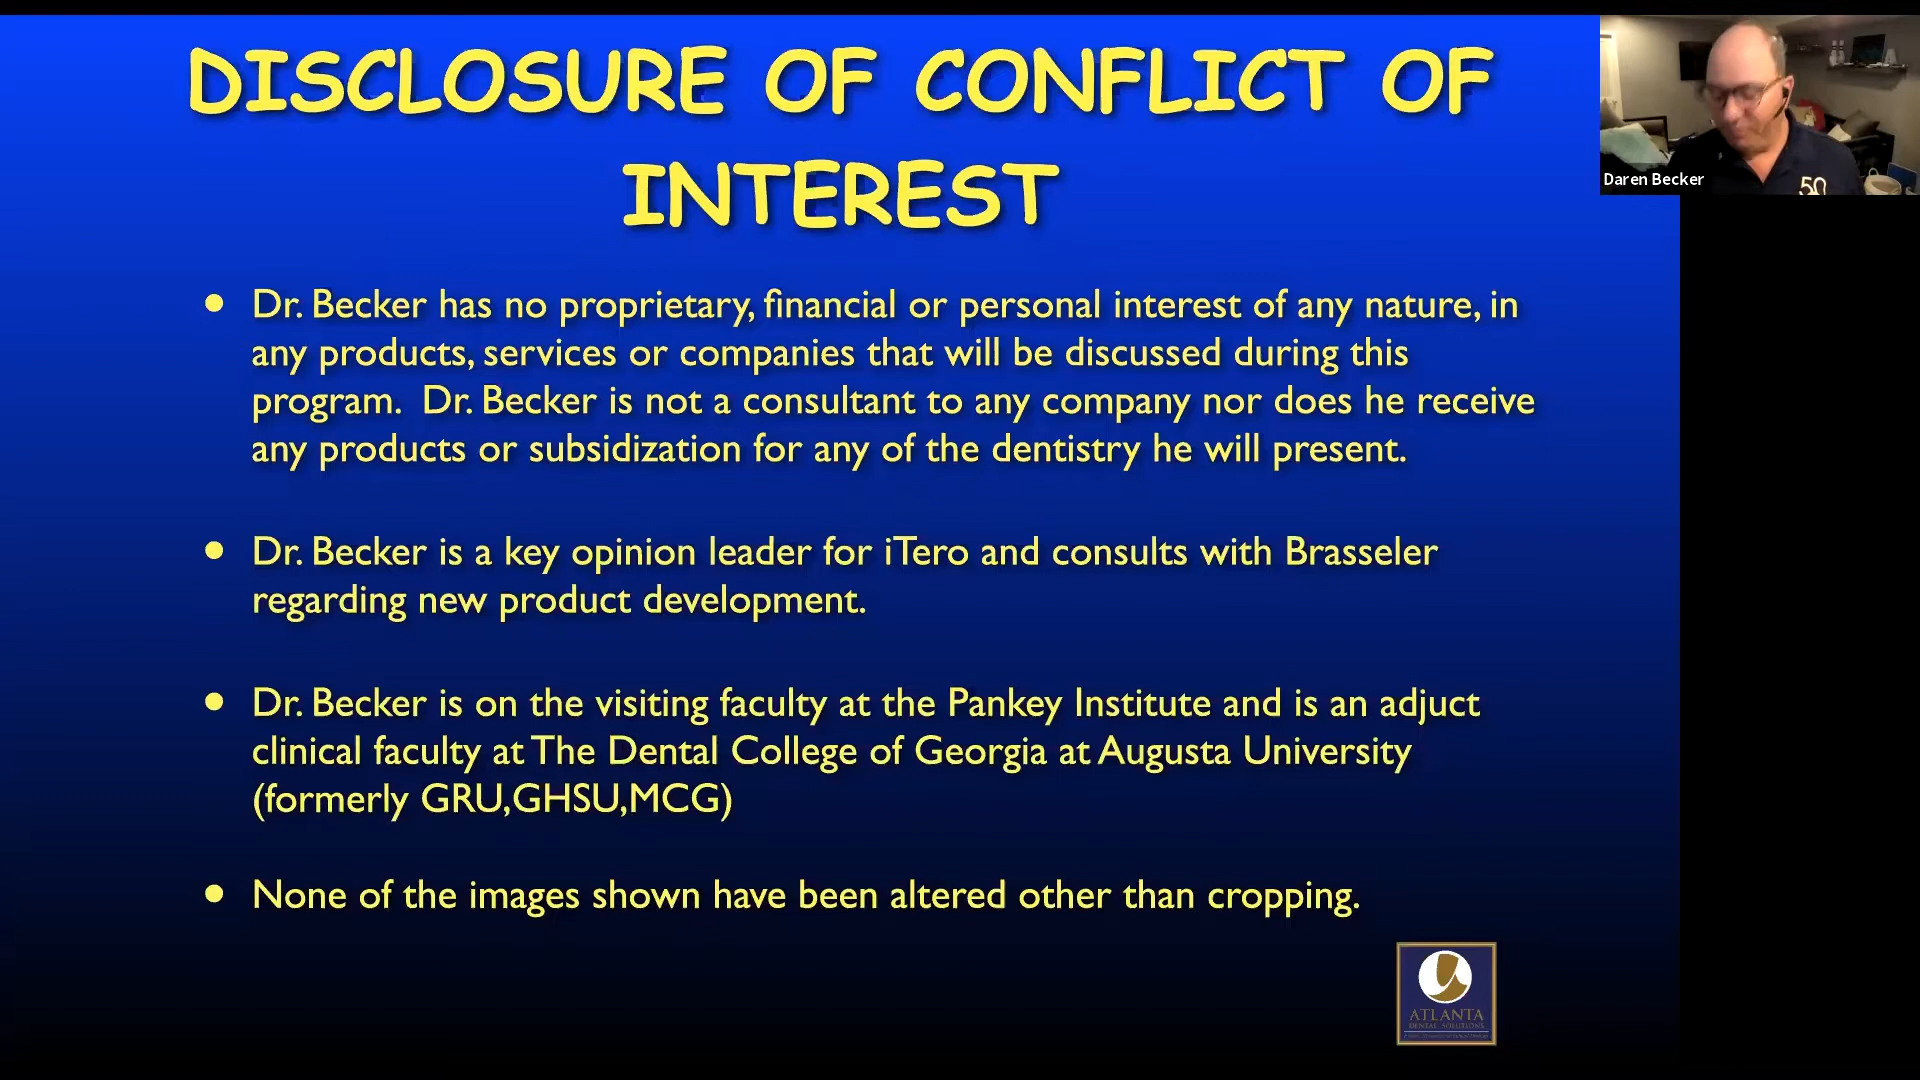 DISCLOSURE OF CONFLICT OF
INTEREST
Daren Becker
50
• Dr. Becker has no proprietary, financial or personal interest of any nature, in
any products, services or companies that will be discussed during this
program. Dr. Becker is not a consultant to any company nor does he receive
any products or subsidization for any of the dentistry he will present.
• Dr. Becker is a key opinion leader for iTero and consults with Brasseler
regarding new product development.
• Dr. Becker is on the visiting faculty at the Pankey Institute and is an adjuct
clinical faculty at The Dental College of Georgia at Augusta University
(formerly GRU,GHSU,MCG)
• None of the images shown have been altered other than cropping.
ATLANTA
DENTAL SOLUTIONS